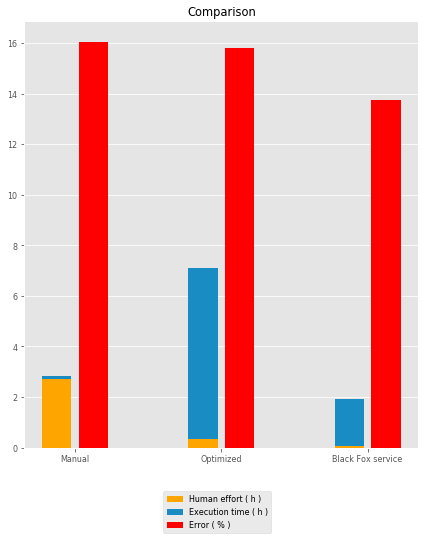 Comparison
16
14
12
10
8
6
4
2
0
Manual
Optimized
Black Fox service
Human effort ( h )
Execution time ( h )
Error ( % )